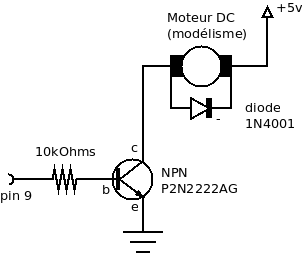 +5v
Moteur DC
(modélisme)
diode
1N4001
-
c
10kOhms
NPN
P2N2222AG
b
pin 9
e